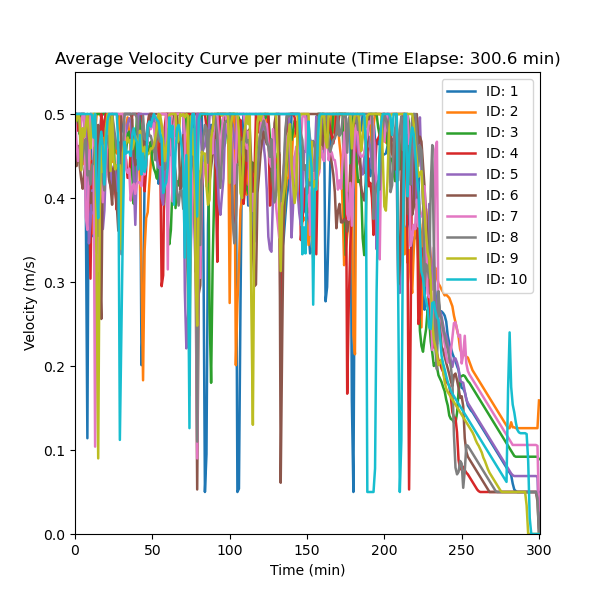 Average Velocity Curve per minute (Time Elapse: 300.6 min)
ID: 1
ID: 2
ID: 3
ID: 4
ID: 5
ID: 6
ID: 7
ID: 8
ID: 9
ID: 10
0.5
0.4
0.3
0.2
0.1
0.0
Velocity (m/s)
0 50 100 150 200 250 300
Time (min)